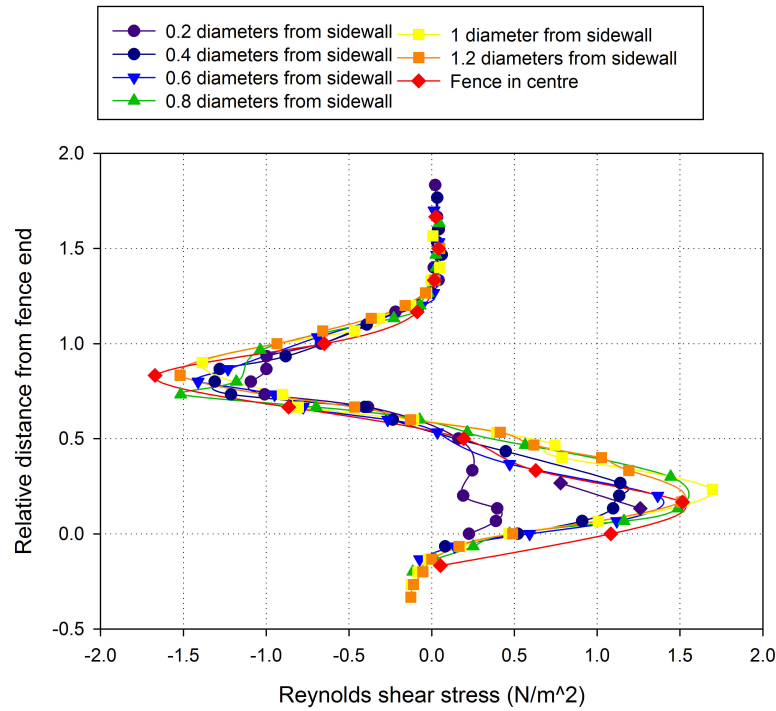 0.2 diameters from sidewall
0.4 diameters from sidewall
0.6 diameters from sidewall
0.8 diameters from sidewall
1 diameter from sidewall
1.2 diameters from sidewall
Fence in centre
Relative distance from fence end
2.0
1.5
1.0
0.5
0.0
-0.5
-2.0 -1.5 -1.0 -0.5 0.0 0.5 1.0 1.5 2.0
Reynolds shear stress (N/m^2)